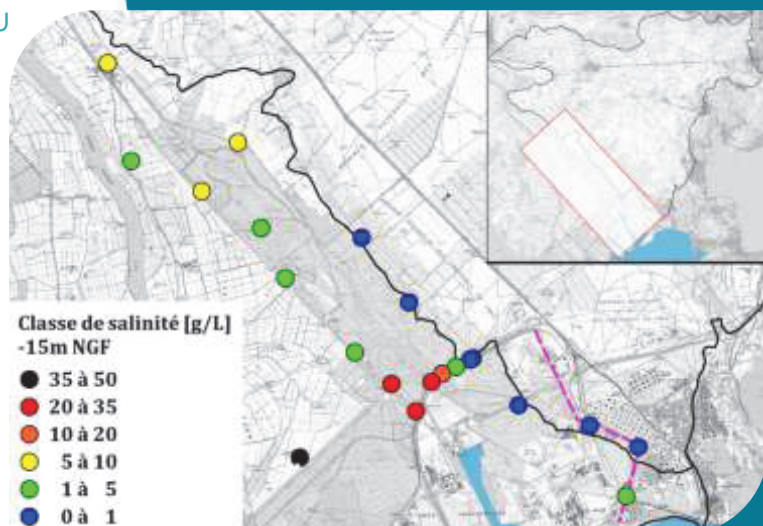 U
Classe de salinité [g/L]
-15m NGF
35 à 50
20 à 35
10 à 20
5 à 10
1 à 5
0 à 1